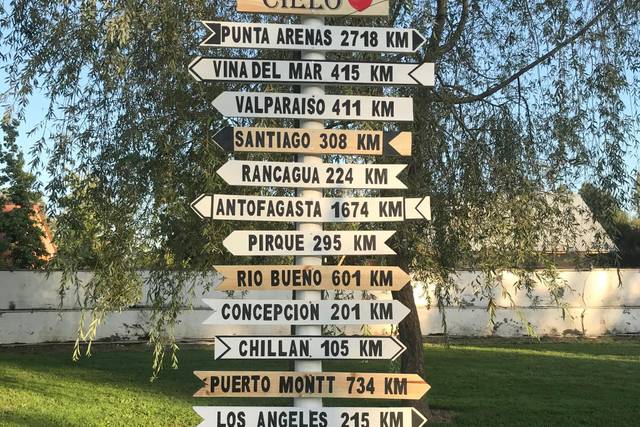 CIELO
PUNTA ARENAS 2718 KM
VINA DEL MAR 415 KM
VALPARAISO 411 KM
SANTIAGO 308 KM
RANCAGUA 224 KM
ANTOFAGASTA 1674 KM
PIRQUE 295 KM
RIO BUENO 601 KM
CONCEPCION 201 KM
CHILLAN 105 KM
PUERTO MONTT 734 KM
LOS ANGELES 215 KM